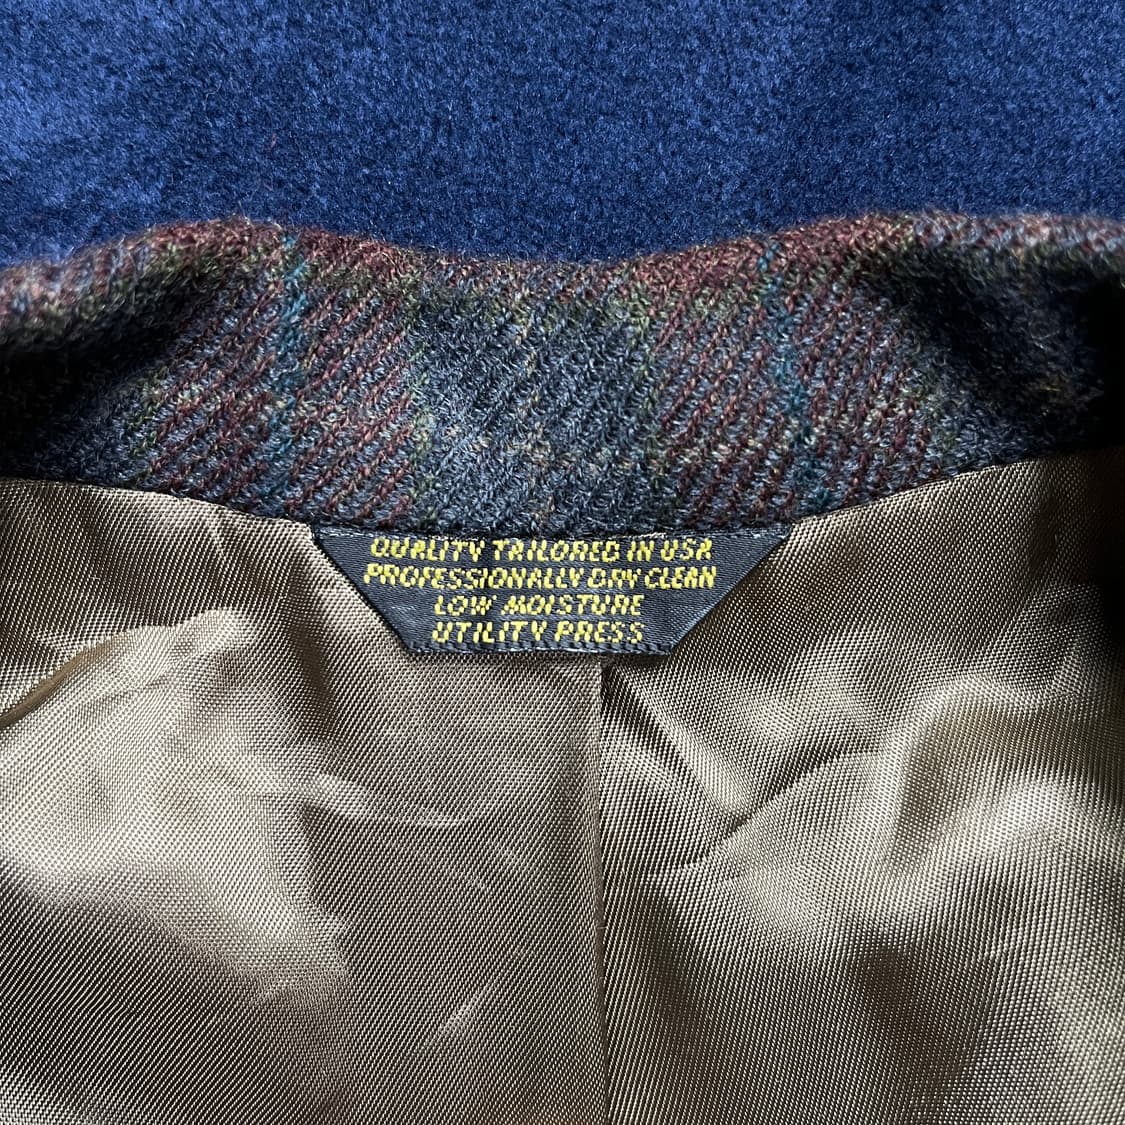 QUALITY TAILORED IN USA
PROFESSIONALLY DRY CLEAN
LOW MOISTURE
UTILITY PRESS